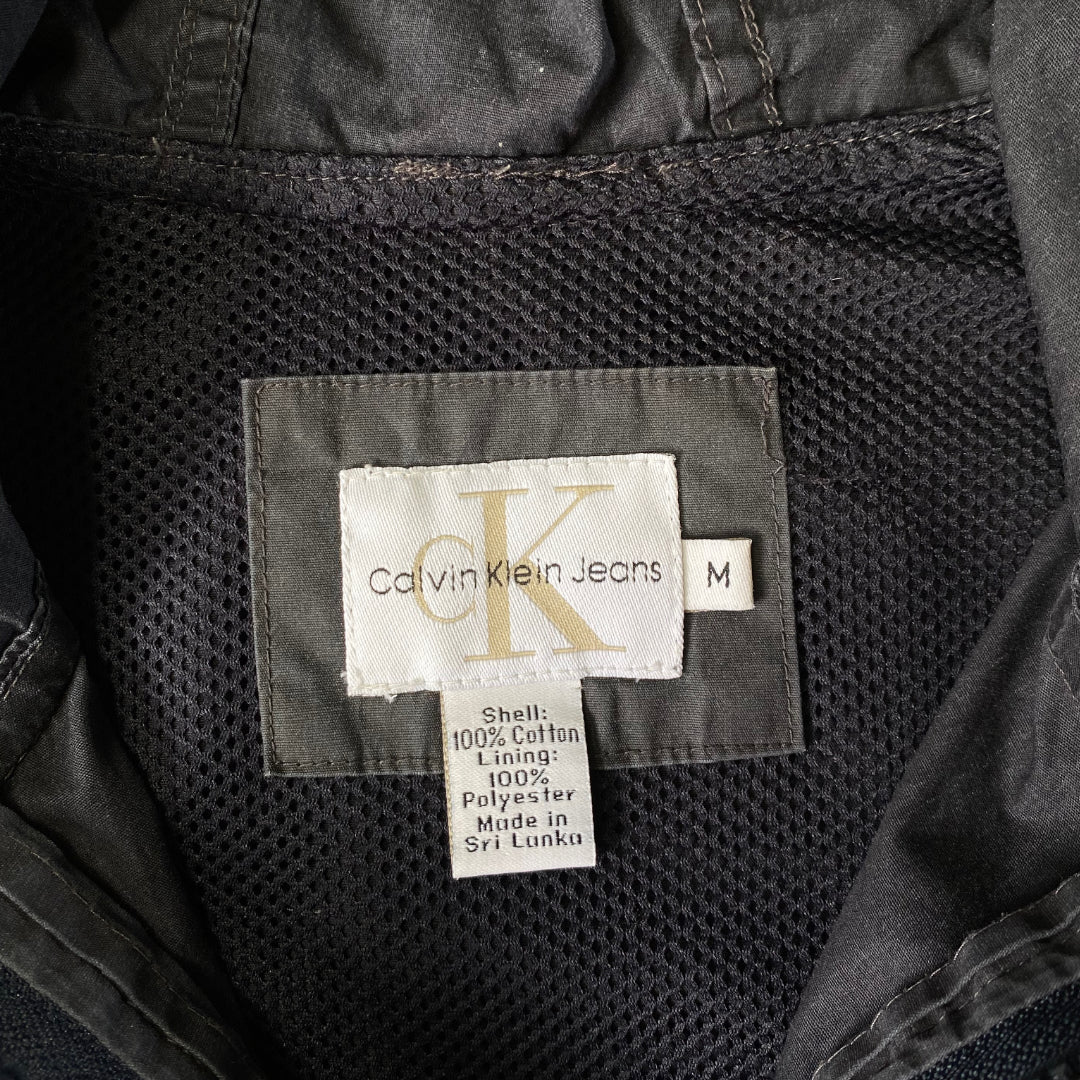 CK
Calvin Klein Jeans
M
Shell:
100% Cotton
Lining:
100%
Polyester
Made in
Sri Lanka